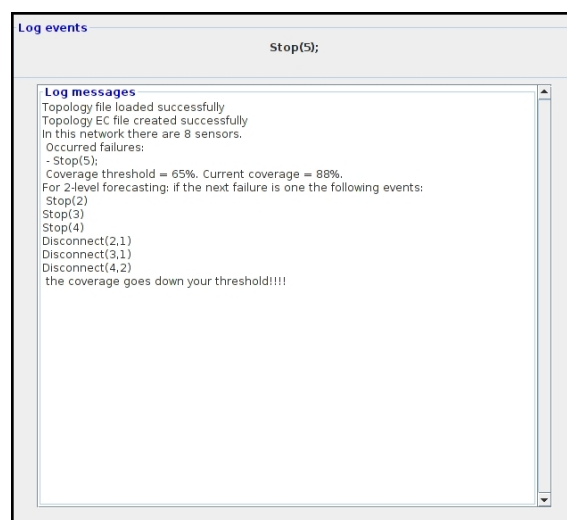 Log events
Stop(5);
Log messages
Topology file loaded successfully
Topology EC file created successfully
In this network there are 8 sensors.
Occurred failures:
- Stop(5);
Coverage threshold = 65%. Current coverage = 88%.
For 2-level forecasting: if the next failure is one the following events:
Stop(2)
Stop(3)
Stop(4)
Disconnect(2,1)
Disconnect(3,1)
Disconnect(4,2)
the coverage goes down your threshold!!!!